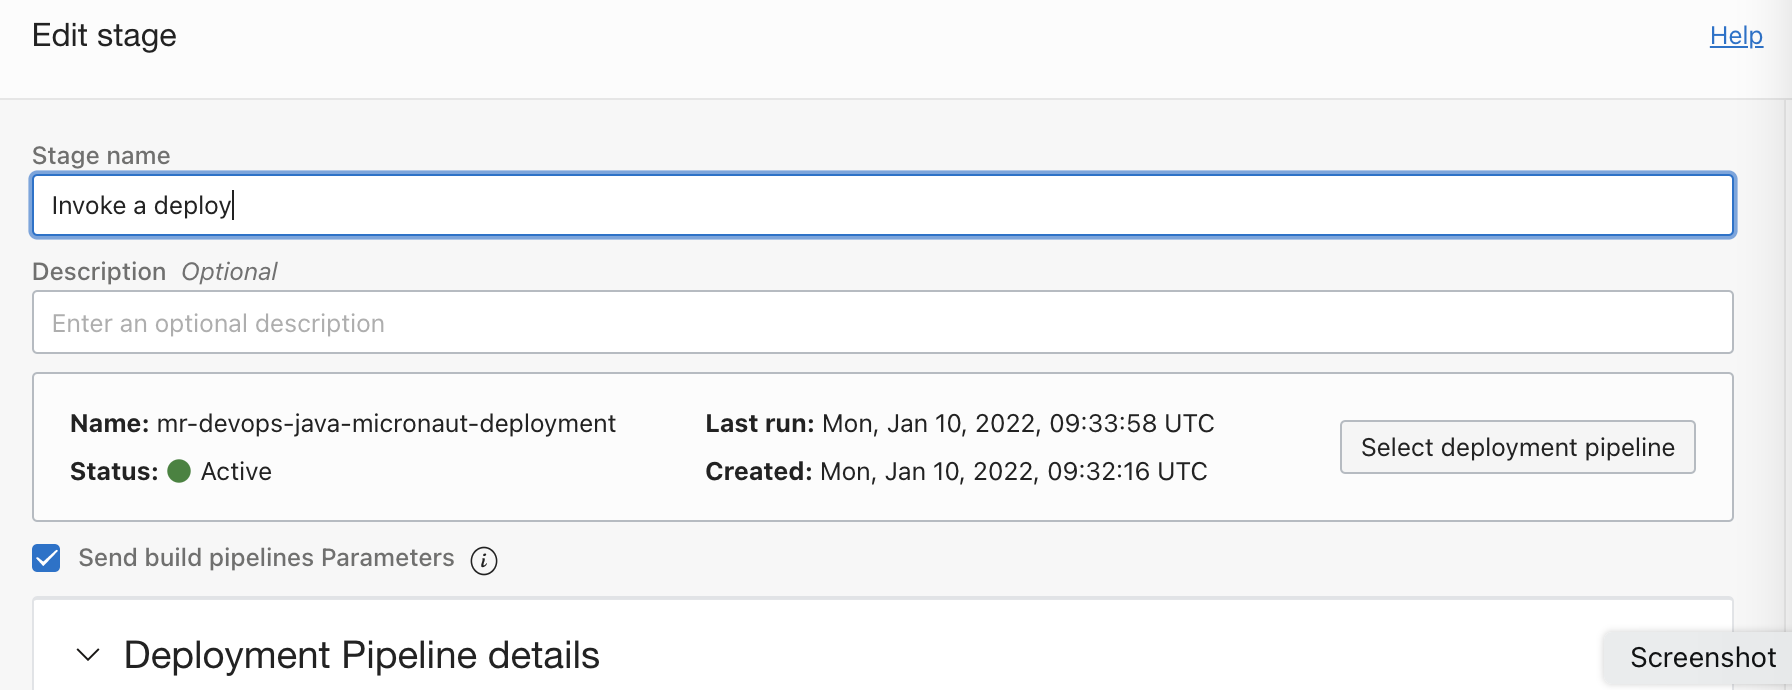 Edit stage
Help
Stage name
Invoke a deploy
Description Optional
Enter an optional description
Name: mr-devops-java-micronaut-deployment
Status: Active
Last run: Mon, Jan 10, 2022, 09:33:58 UTC
Created: Mon, Jan 10, 2022, 09:32:16 UTC
Select deployment pipeline
Send build pipelines Parameters i
Deployment Pipeline details
Screenshot